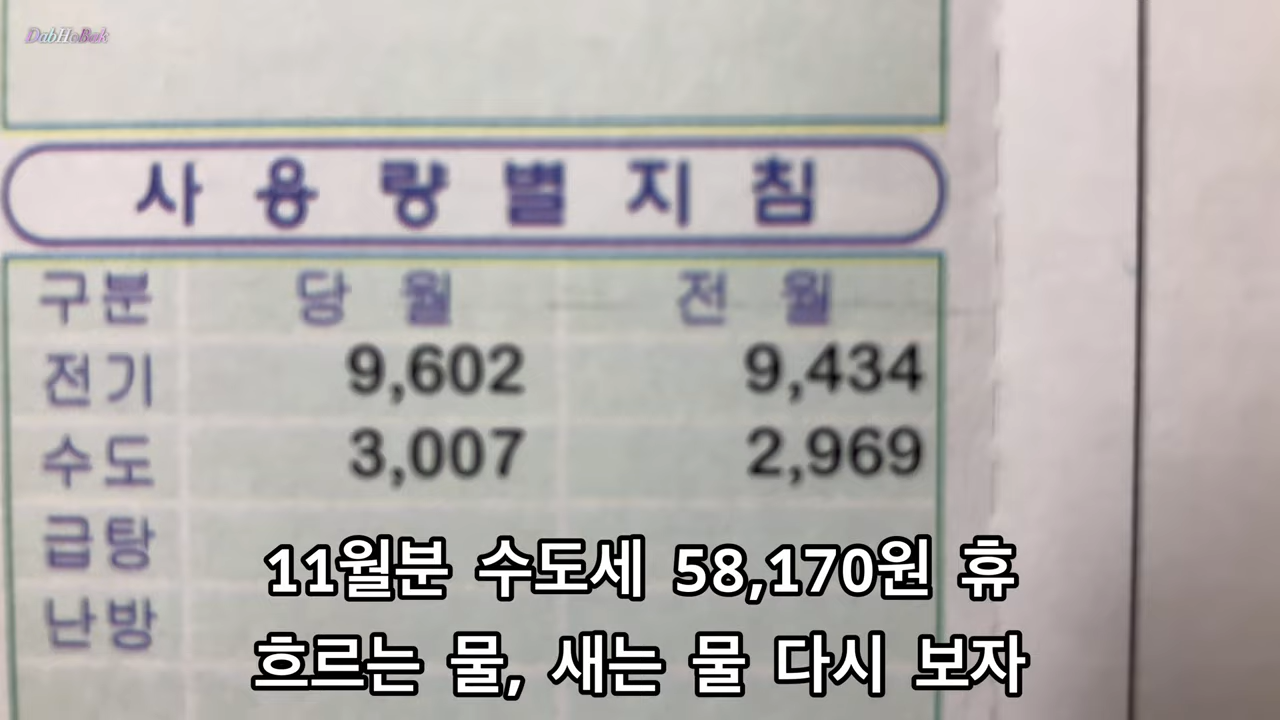 DabHeBok
사용량별지침
구분 당월 전월
전기 9,602 9,434
수도 3,007 2,969
급탕
난방
11월분 수도세 58,170원 휴
흐르는 물, 새는 물 다시 보자